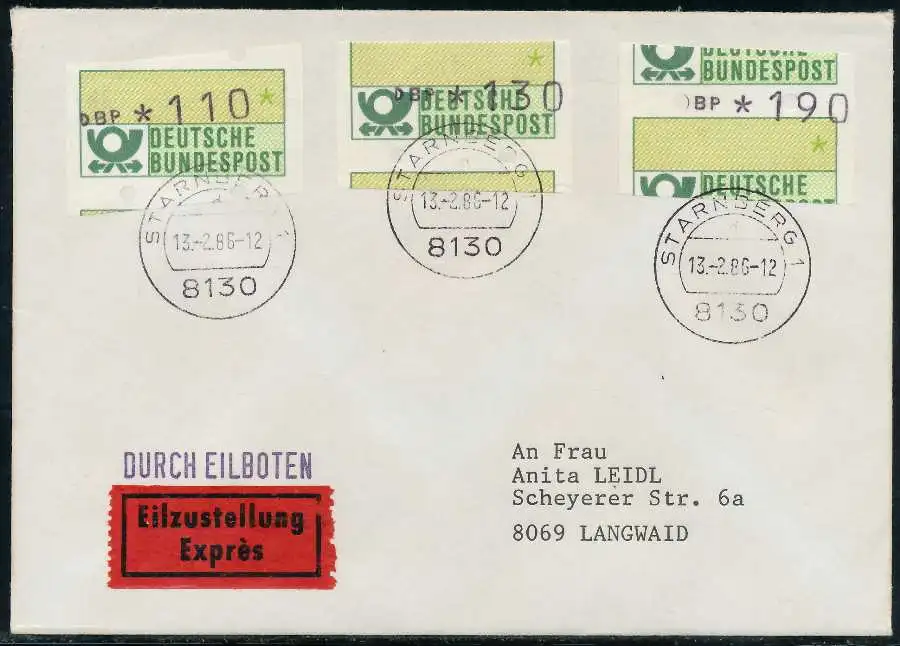 DBP *110
DEUTSCHE
BUNDESPOST
DBP *130
DEUTSCHE
BUNDESPOST
DEUTSCHE
BUNDESPOST
DBP *190
DEUTSCHE
STARNBERG 1
13.-2.86-12
8130
STARNBERG 1
13.-2.86-12
8130
STARNBERG 1
13.-2.86-12
8130
DURCH EILBOTEN
Eilzustellung
Exprès
An Frau
Anita LEIDL
Scheyerer Str. 6a
8069 LANGWAID